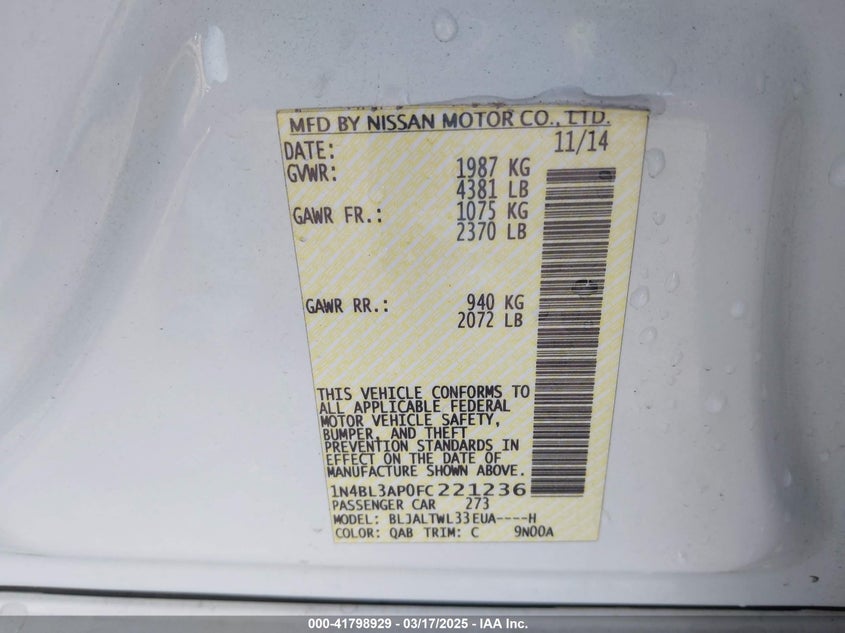 MFD BY NISSAN MOTOR CO., LTD.
DATE: 11/14
GVWR: 1987 KG
4381 LB
GAWR FR.: 1075 KG
2370 LB
GAWR RR.: 940 KG
2072 LB
THIS VEHICLE CONFORMS TO
ALL APPLICABLE FEDERAL
MOTOR VEHICLE SAFETY,
BUMPER, AND THEFT
PREVENTION STANDARDS IN
EFFECT ON THE DATE OF
MANUFACTURE SHOWN ABOVE.
1N4BL3AP0FC221236
PASSENGER CAR 273
MODEL: BLJALTWL33EUA----H
COLOR: QAB TRIM: C 9N00A
000-41798929 — 03/17/2025 — IAA Inc.